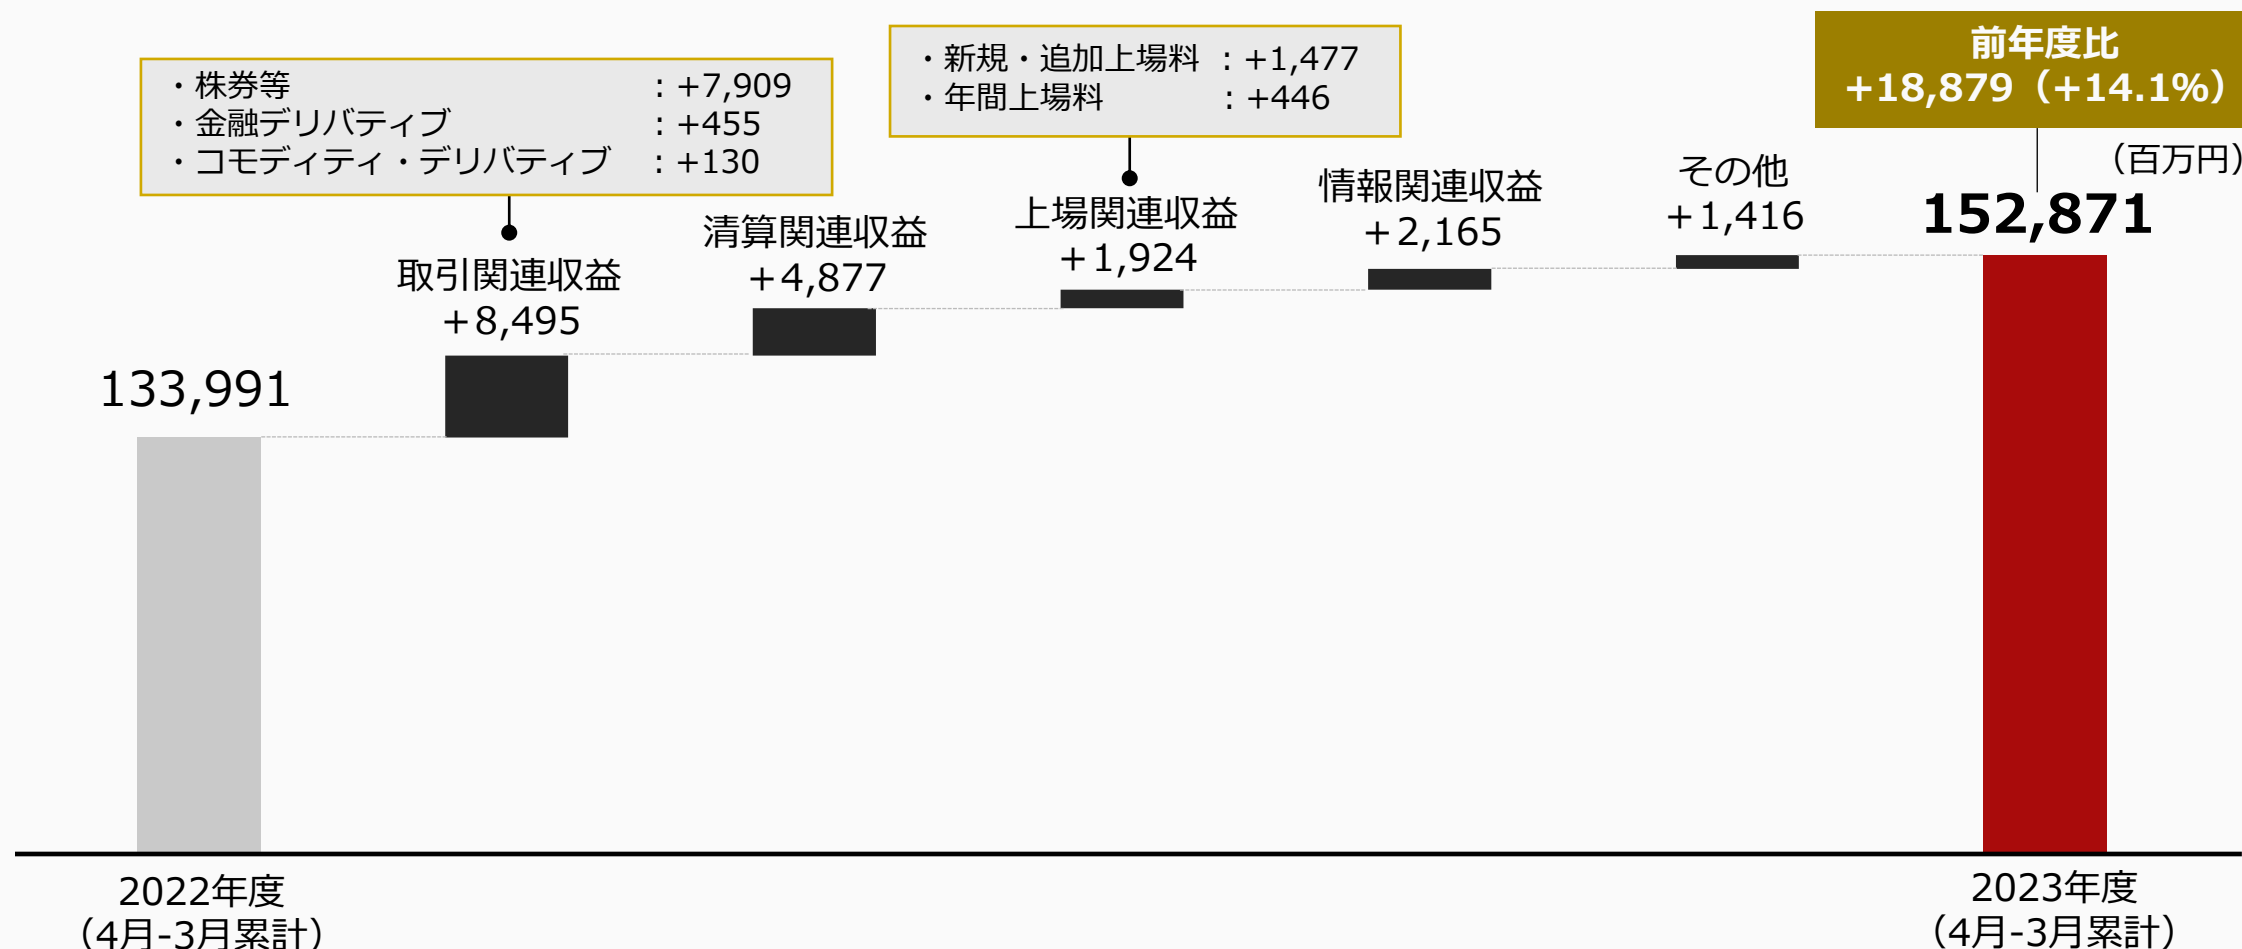 前年度比
+18,879（+14.1%）
（百万円）
・株券等 ：+7,909
・金融デリバティブ ：+455
・コモディティ・デリバティブ ：+130
・新規・追加上場料 ：+1,477
・年間上場料 ：+446
133,991
取引関連収益
＋8,495
清算関連収益
＋4,877
上場関連収益
＋1,924
情報関連収益
＋2,165
その他
＋1,416
152,871
2022年度
（4月-3月累計）
2023年度
（4月-3月累計）